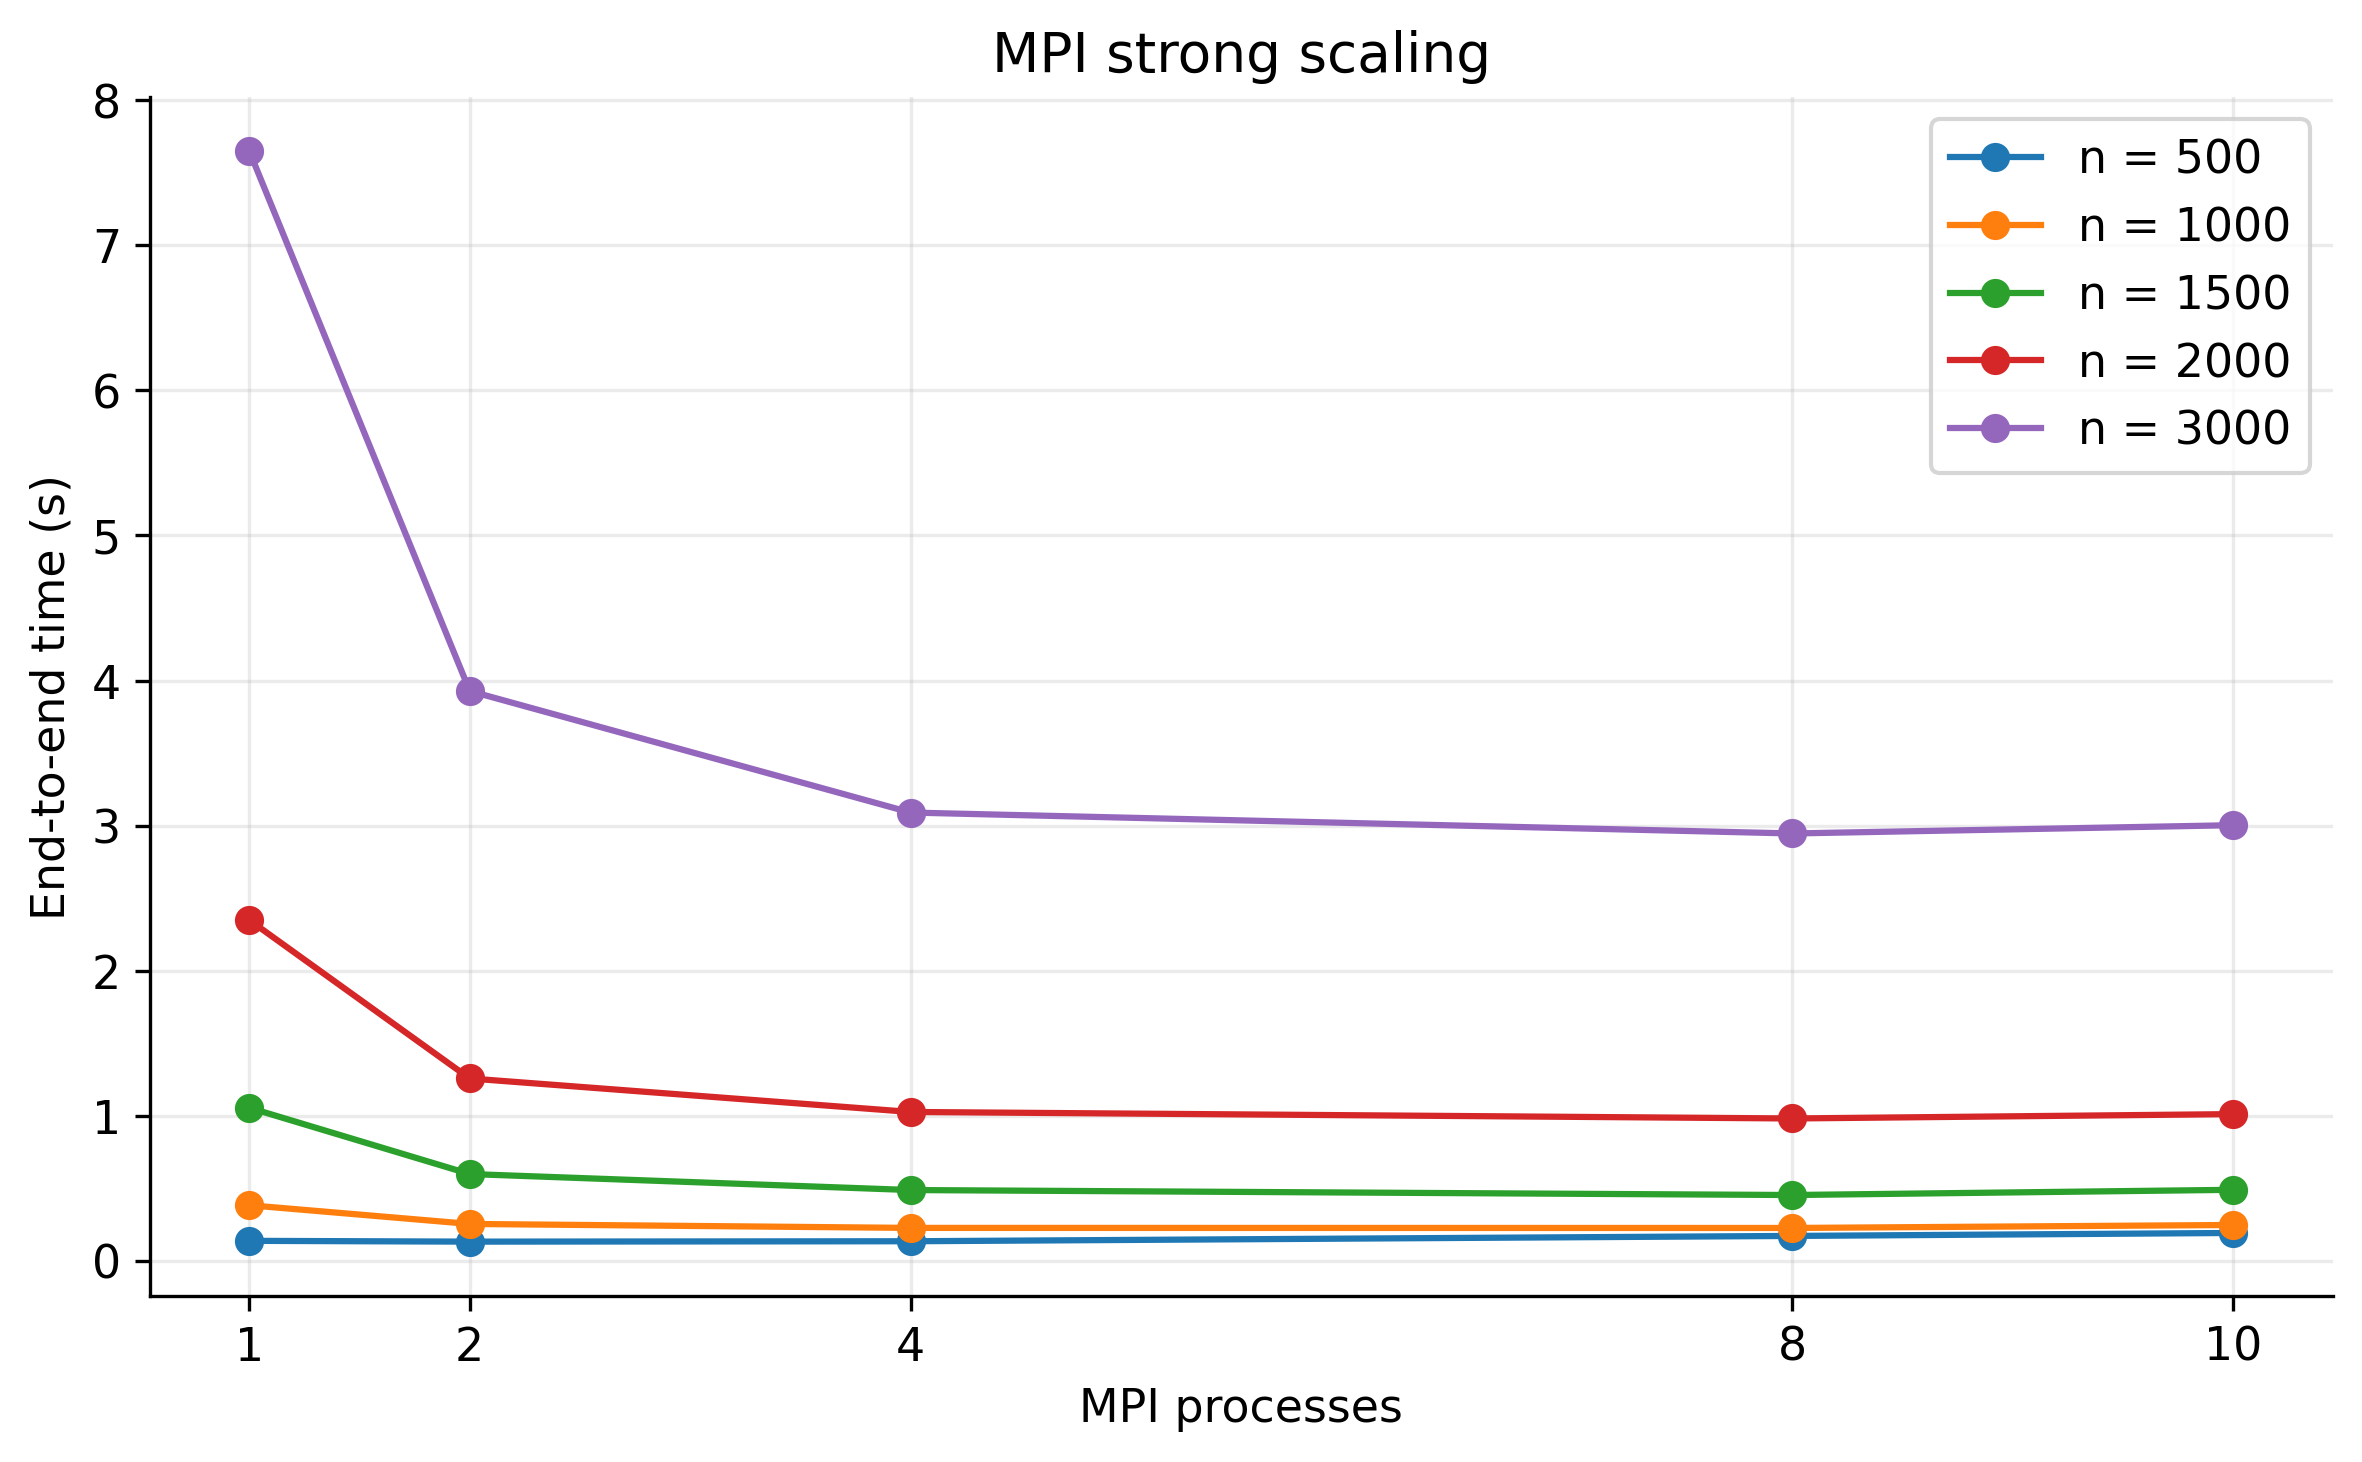 MPI strong scaling
8
7
6
5
4
3
2
1
0
End-to-end time (s)
n = 500
n = 1000
n = 1500
n = 2000
n = 3000
1 2 4 8 10
MPI processes